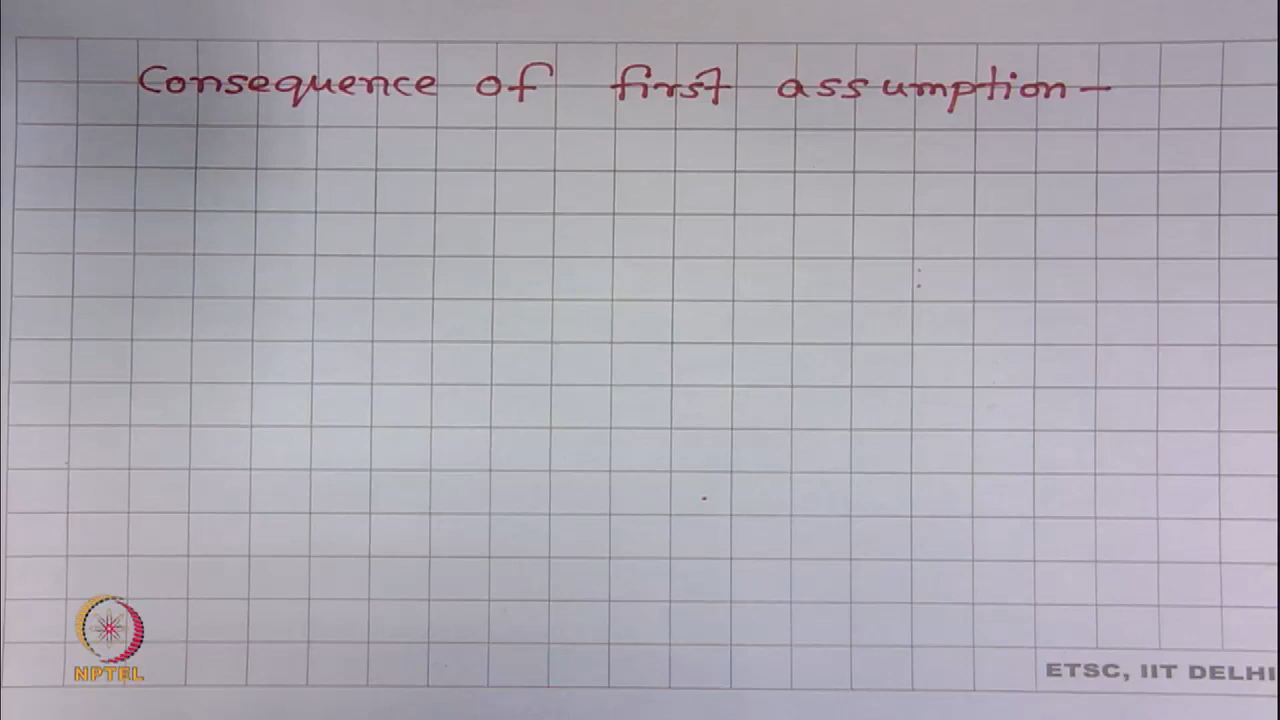 Consequence of first assumption-
NPTEL
ETSC, IIT DELHI